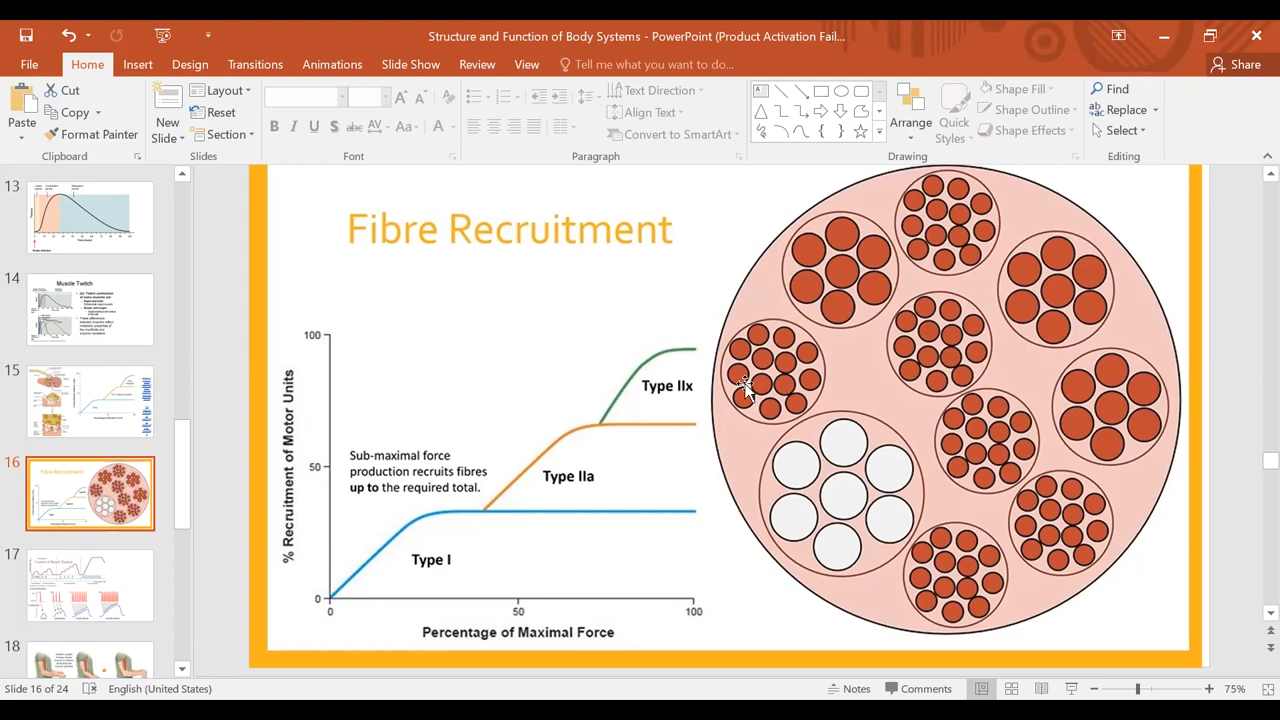 Structure and Function of Body Systems - PowerPoint (Product Activation Fail...
File Home Insert Design Transitions Animations Slide Show Review View Tell me what you want to do... Share
Paste
Cut
Copy
Format Painter
Clipboard
New
Slide
Layout
Reset
Section
Slides
B I U S abc AV Aa A
Font
Text Direction
Align Text
Convert to SmartArt
Paragraph
Arrange
Quick
Styles
Shape Fill
Shape Outline
Shape Effects
Drawing
Find
Replace
Select
Editing
13
14
Muscle Twitch
15
16
Fibre Recruitment
17
18
Fibre Recruitment
% Recruitment of Motor Units
100
50
0
Type IIx
Sub-maximal force
production recruits fibres
up to the required total.
Type IIa
Type I
0 50 100
Percentage of Maximal Force
Slide 16 of 24 English (United States) Notes Comments 75%